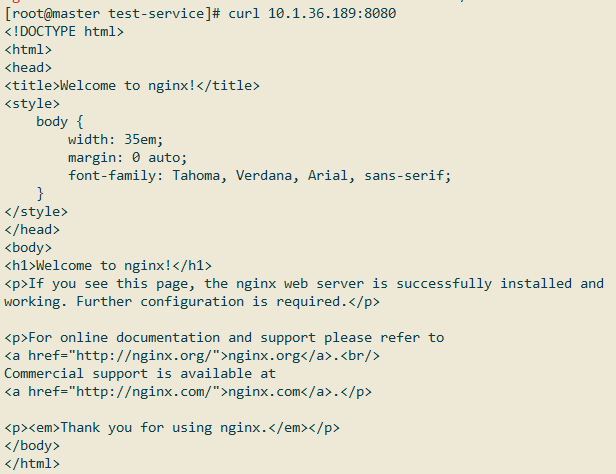 [root@master test-service]# curl 10.1.36.189:8080
<!DOCTYPE html>
<html>
<head>
<title>Welcome to nginx!</title>
<style>
    body {
        width: 35em;
        margin: 0 auto;
        font-family: Tahoma, Verdana, Arial, sans-serif;
    }
</style>
</head>
<body>
<h1>Welcome to nginx!</h1>
<p>If you see this page, the nginx web server is successfully installed and
working. Further configuration is required.</p>

<p>For online documentation and support please refer to
<a href="http://nginx.org/">nginx.org</a>.<br/>
Commercial support is available at
<a href="http://nginx.com/">nginx.com</a>.</p>

<p><em>Thank you for using nginx.</em></p>
</body>
</html>